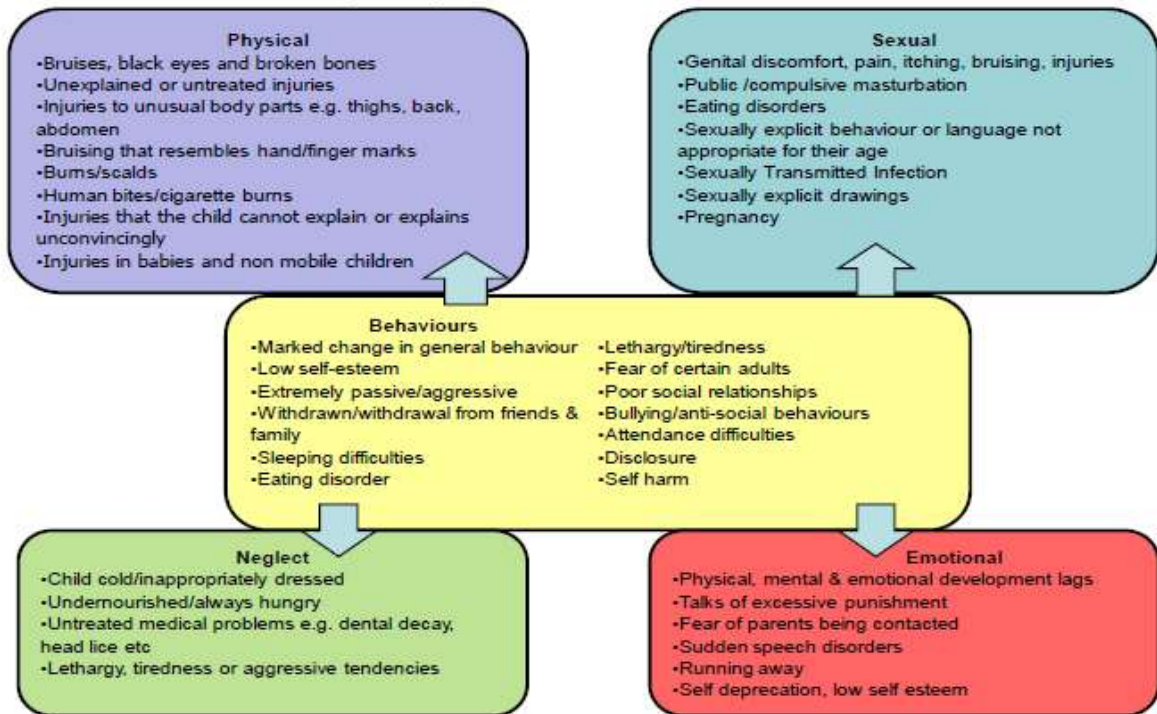 Physical
•Bruises, black eyes and broken bones
•Unexplained or untreated injuries
•Injuries to unusual body parts e.g. thighs, back,
abdomen
•Bruising that resembles hand/finger marks
•Burns/scalds
•Human bites/cigarette burns
•Injuries that the child cannot explain or explains
unconvincingly
•Injuries in babies and non mobile children
Sexual
•Genital discomfort, pain, itching, bruising, injuries
•Public /compulsive masturbation
•Eating disorders
•Sexually explicit behaviour or language not
appropriate for their age
•Sexually Transmitted Infection
•Sexually explicit drawings
•Pregnancy
Behaviours
•Marked change in general behaviour
•Low self-esteem
•Extremely passive/aggressive
•Withdrawn/withdrawal from friends &
family
•Sleeping difficulties
•Eating disorder
•Lethargy/tiredness
•Fear of certain adults
•Poor social relationships
•Bullying/anti-social behaviours
•Attendance difficulties
•Disclosure
•Self harm
Neglect
•Child cold/inappropriately dressed
•Undernourished/always hungry
•Untreated medical problems e.g. dental decay,
head lice etc
•Lethargy, tiredness or aggressive tendencies
Emotional
•Physical, mental & emotional development lags
•Talks of excessive punishment
•Fear of parents being contacted
•Sudden speech disorders
•Running away
•Self deprecation, low self esteem